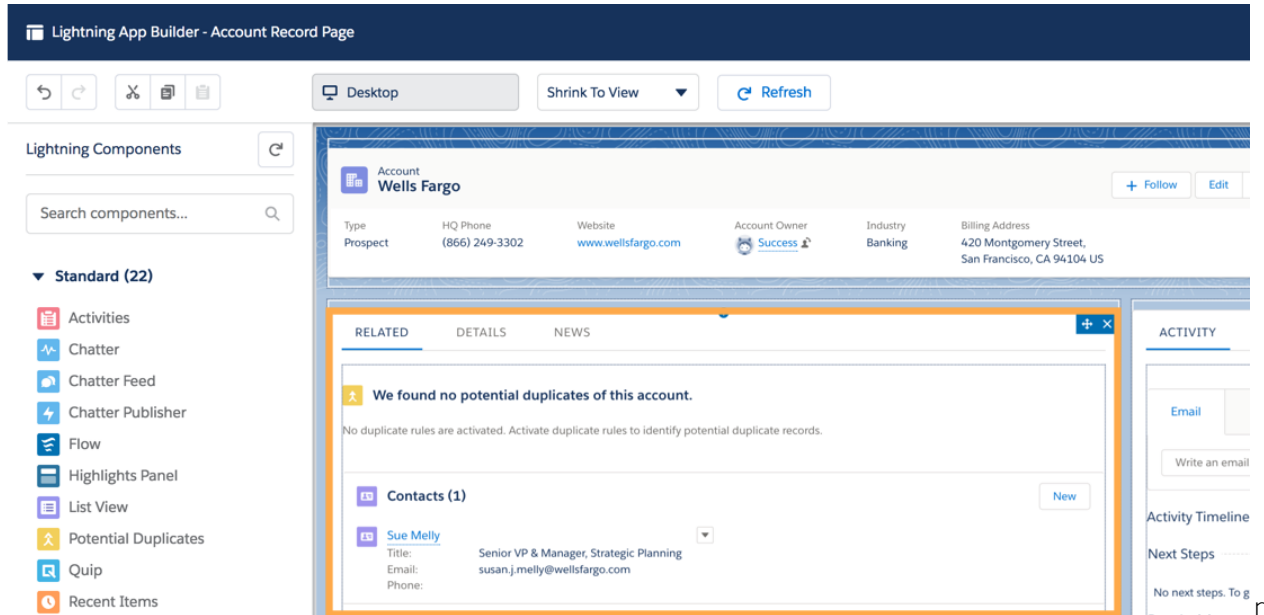 Lightning App Builder - Account Record Page
Desktop
Shrink To View
Refresh
Lightning Components
Search components...
Standard (22)
Activities
Chatter
Chatter Feed
Chatter Publisher
Flow
Highlights Panel
List View
Potential Duplicates
Quip
Recent Items
Account
Wells Fargo
+ Follow
Edit
Type
Prospect
HQ Phone
(866) 249-3302
Website
www.wellsfargo.com
Account Owner
Success
Industry
Banking
Billing Address
420 Montgomery Street,
San Francisco, CA 94104 US
RELATED DETAILS NEWS
We found no potential duplicates of this account.
No duplicate rules are activated. Activate duplicate rules to identify potential duplicate records.
Contacts (1)
New
Sue Melly
Title: Senior VP & Manager, Strategic Planning
Email: susan.j.melly@wellsfargo.com
Phone:
ACTIVITY
Email
Write an email
Activity Timeline
Next Steps
No next steps. To g